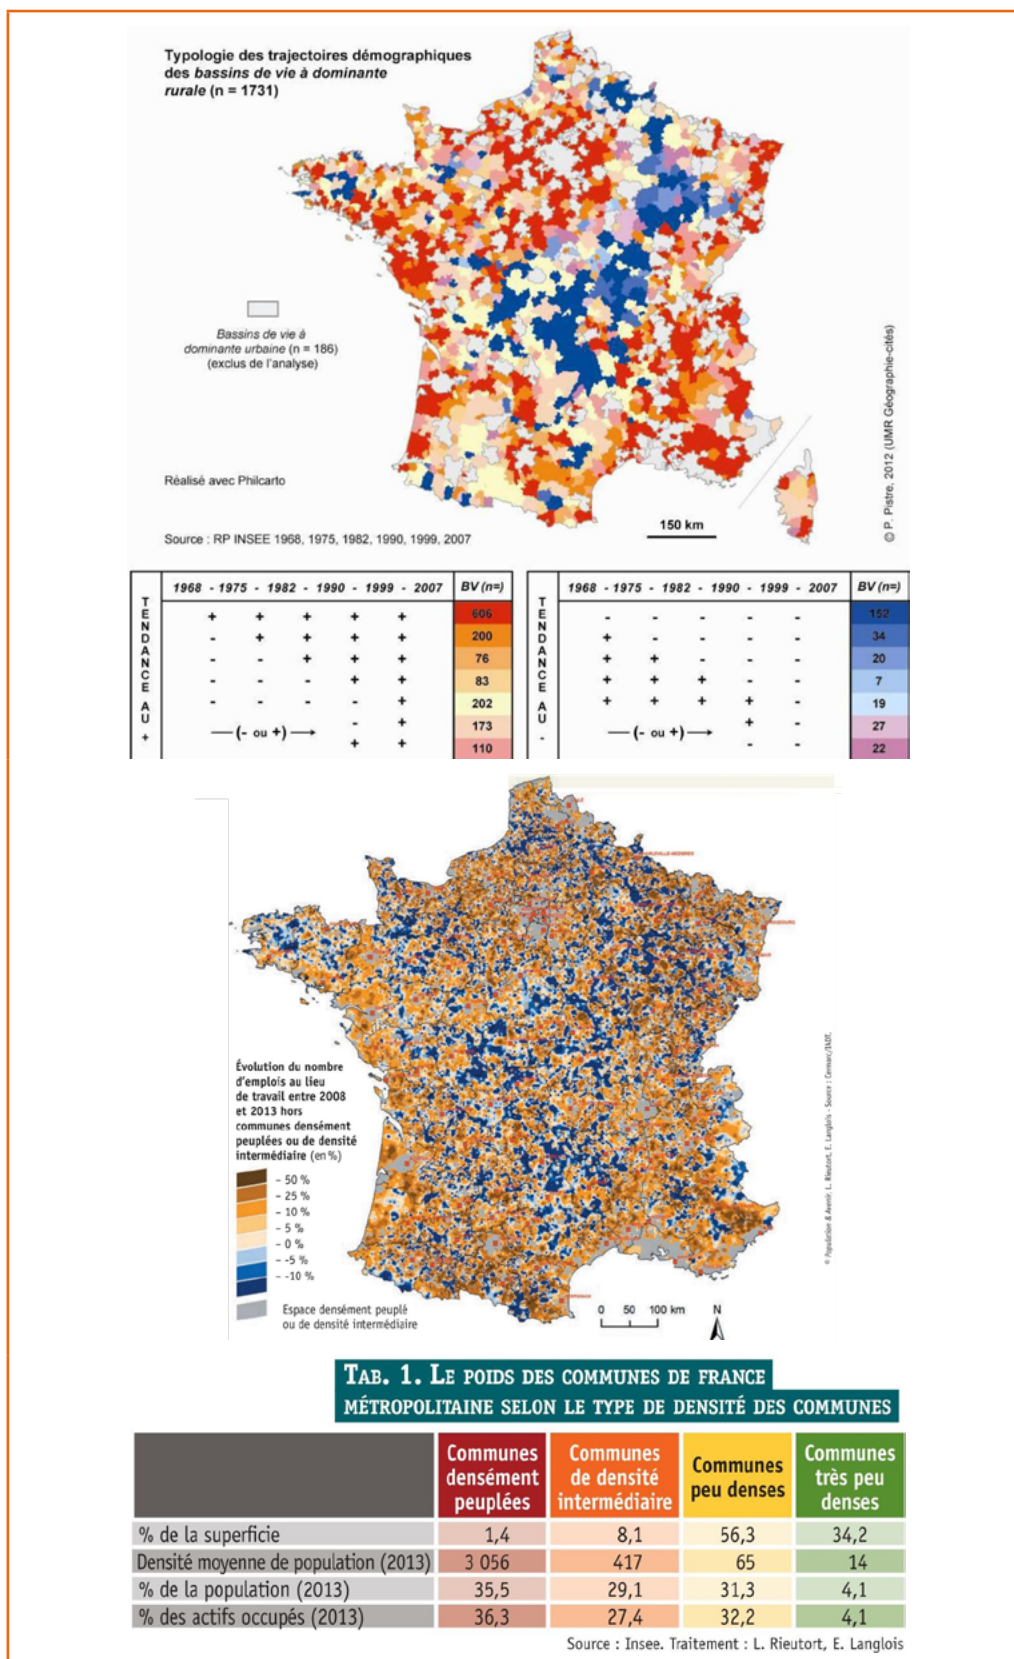 Typologie des trajectoires démographiques
des bassins de vie à dominante
rurale (n = 1731)
Bassins de vie à
dominante urbaine (n = 186)
(exclus de l'analyse)
Réalisé avec Philcarto
Source : RP INSEE 1968, 1975, 1982, 1990, 1999, 2007
150 km
© P. Pistre, 2012 (UMR Géographie-cités)
TENDANCE AU +
1968 - 1975 - 1982 - 1990 - 1999 - 2007 BV (n=)
+ + + + + 606
- + + + + 200
- - + + + 76
- - - + + 83
- - - - + 202
(- ou +) - + 173
+ + 110
TENDANCE AU -
1968 - 1975 - 1982 - 1990 - 1999 - 2007 BV (n=)
- - - - - 152
+ - - - - 34
+ + - - - 20
+ + + - - 7
+ + + + - 19
(- ou +) + - 27
- - 22
Évolution du nombre
d'emplois au lieu
de travail entre 2008
et 2013 hors
communes densément
peuplées ou de densité
intermédiaire (en %)
- 50 %
- 25 %
- 10 %
- 5 %
- 0 %
- -5 %
- -10 %
Espace densément peuplé
ou de densité intermédiaire
0 50 100 km
N
© Population & Avenir, L. Rieutort, E. Langlois - Source : Cermarc/IADT.
TAB. 1. LE POIDS DES COMMUNES DE FRANCE
MÉTROPOLITAINE SELON LE TYPE DE DENSITÉ DES COMMUNES
Communes densément peuplées
Communes de densité intermédiaire
Communes peu denses
Communes très peu denses
% de la superficie 1,4 8,1 56,3 34,2
Densité moyenne de population (2013) 3 056 417 65 14
% de la population (2013) 35,5 29,1 31,3 4,1
% des actifs occupés (2013) 36,3 27,4 32,2 4,1
Source : Insee. Traitement : L. Rieutort, E. Langlois